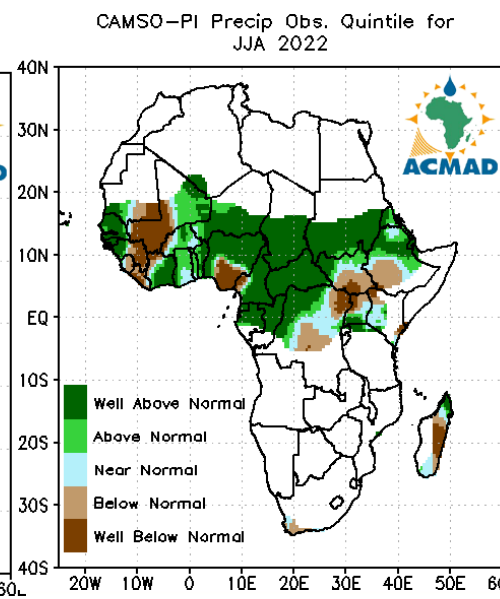 CAMSO-PI Precip Obs. Quintile for
JJA 2022
40N
30N
20N
10N
EQ
10S
20S
30S
40S
ACMAD
Well Above Normal
Above Normal
Near Normal
Below Normal
Well Below Normal
20W 10W 0 10E 20E 30E 40E 50E